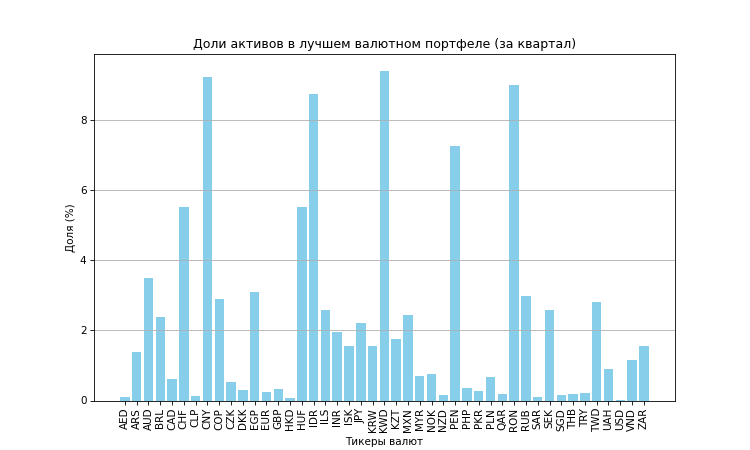 Доли активов в лучшем валютном портфеле (за квартал)
Доля (%)
8
6
4
2
0
AED ARS AUD BRL CAD CHF CLP CNY COP CZK DKK EGP EUR GBP HKD HUF IDR ILS INR ISK JPY KRW KWD KZT MXN MYR NOK NZD PEN PHP PKR PLN QAR RON RUB SAR SEK SGD THB TRY TWD UAH USD VND ZAR
Тикеры валют